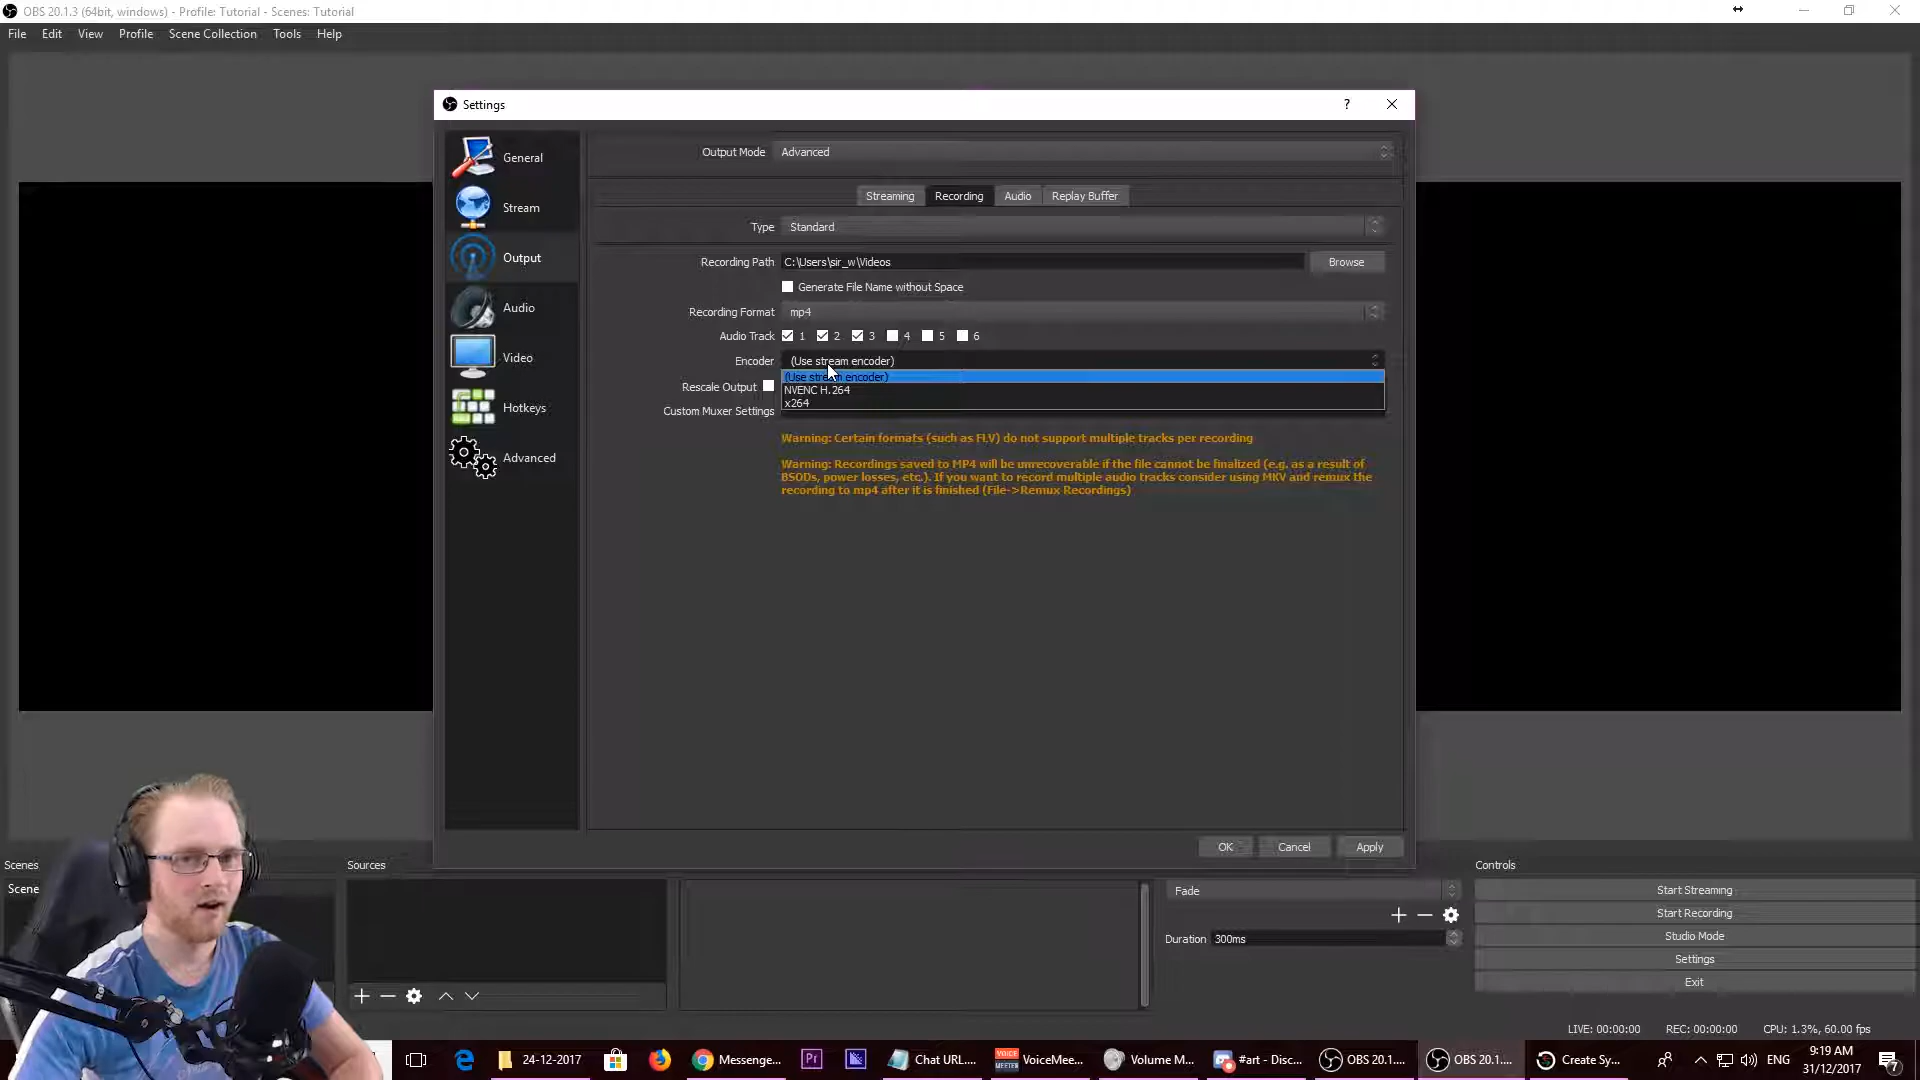 OBS 20.1.3 (64bit, windows) - Profile: Tutorial - Scenes: Tutorial
File Edit View Profile Scene Collection Tools Help
Settings
?
General
Stream
Output
Audio
Video
Hotkeys
Advanced
Output Mode Advanced
Streaming Recording Audio Replay Buffer
Type Standard
Recording Path C:\Users\sir_w\Videos Browse
Generate File Name without Space
Recording Format mp4
Audio Track 1 2 3 4 5 6
Encoder (Use stream encoder)
(Use stream encoder)
Rescale Output NVENC H.264
x264
Custom Muxer Settings
Warning: Certain formats (such as FLV) do not support multiple tracks per recording
Warning: Recordings saved to MP4 will be unrecoverable if the file cannot be finalized (e.g. as a result of
BSODs, power losses, etc.). If you want to record multiple audio tracks consider using MKV and remux the
recording to mp4 after it is finished (File->Remux Recordings)
OK Cancel Apply
Scenes
Scene
Sources
Fade
Duration 300ms
Controls
Start Streaming
Start Recording
Studio Mode
Settings
Exit
LIVE: 00:00:00 REC: 00:00:00 CPU: 1.3%, 60.00 fps
24-12-2017
Messenge...
Pr
Chat URL....
VOICE MEETER
VoiceMee...
Volume M...
#art - Disc...
OBS 20.1....
OBS 20.1....
Create Sy...
ENG
9:19 AM
31/12/2017
7